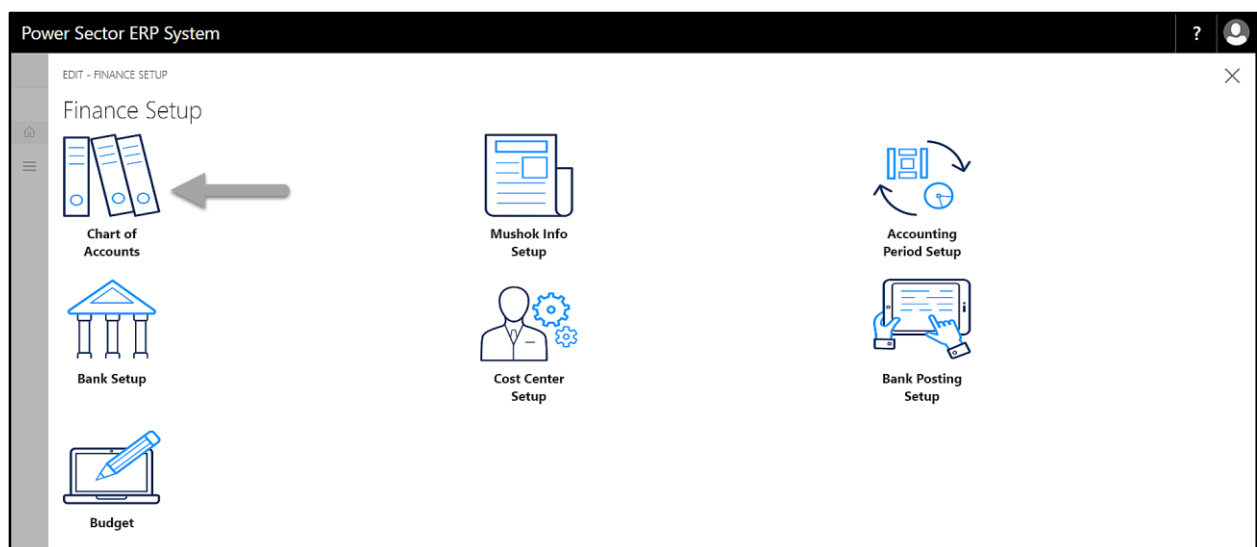 Power Sector ERP System
?
EDIT - FINANCE SETUP
Finance Setup
Chart of
Accounts
Mushok Info
Setup
Accounting
Period Setup
Bank Setup
Cost Center
Setup
Bank Posting
Setup
Budget